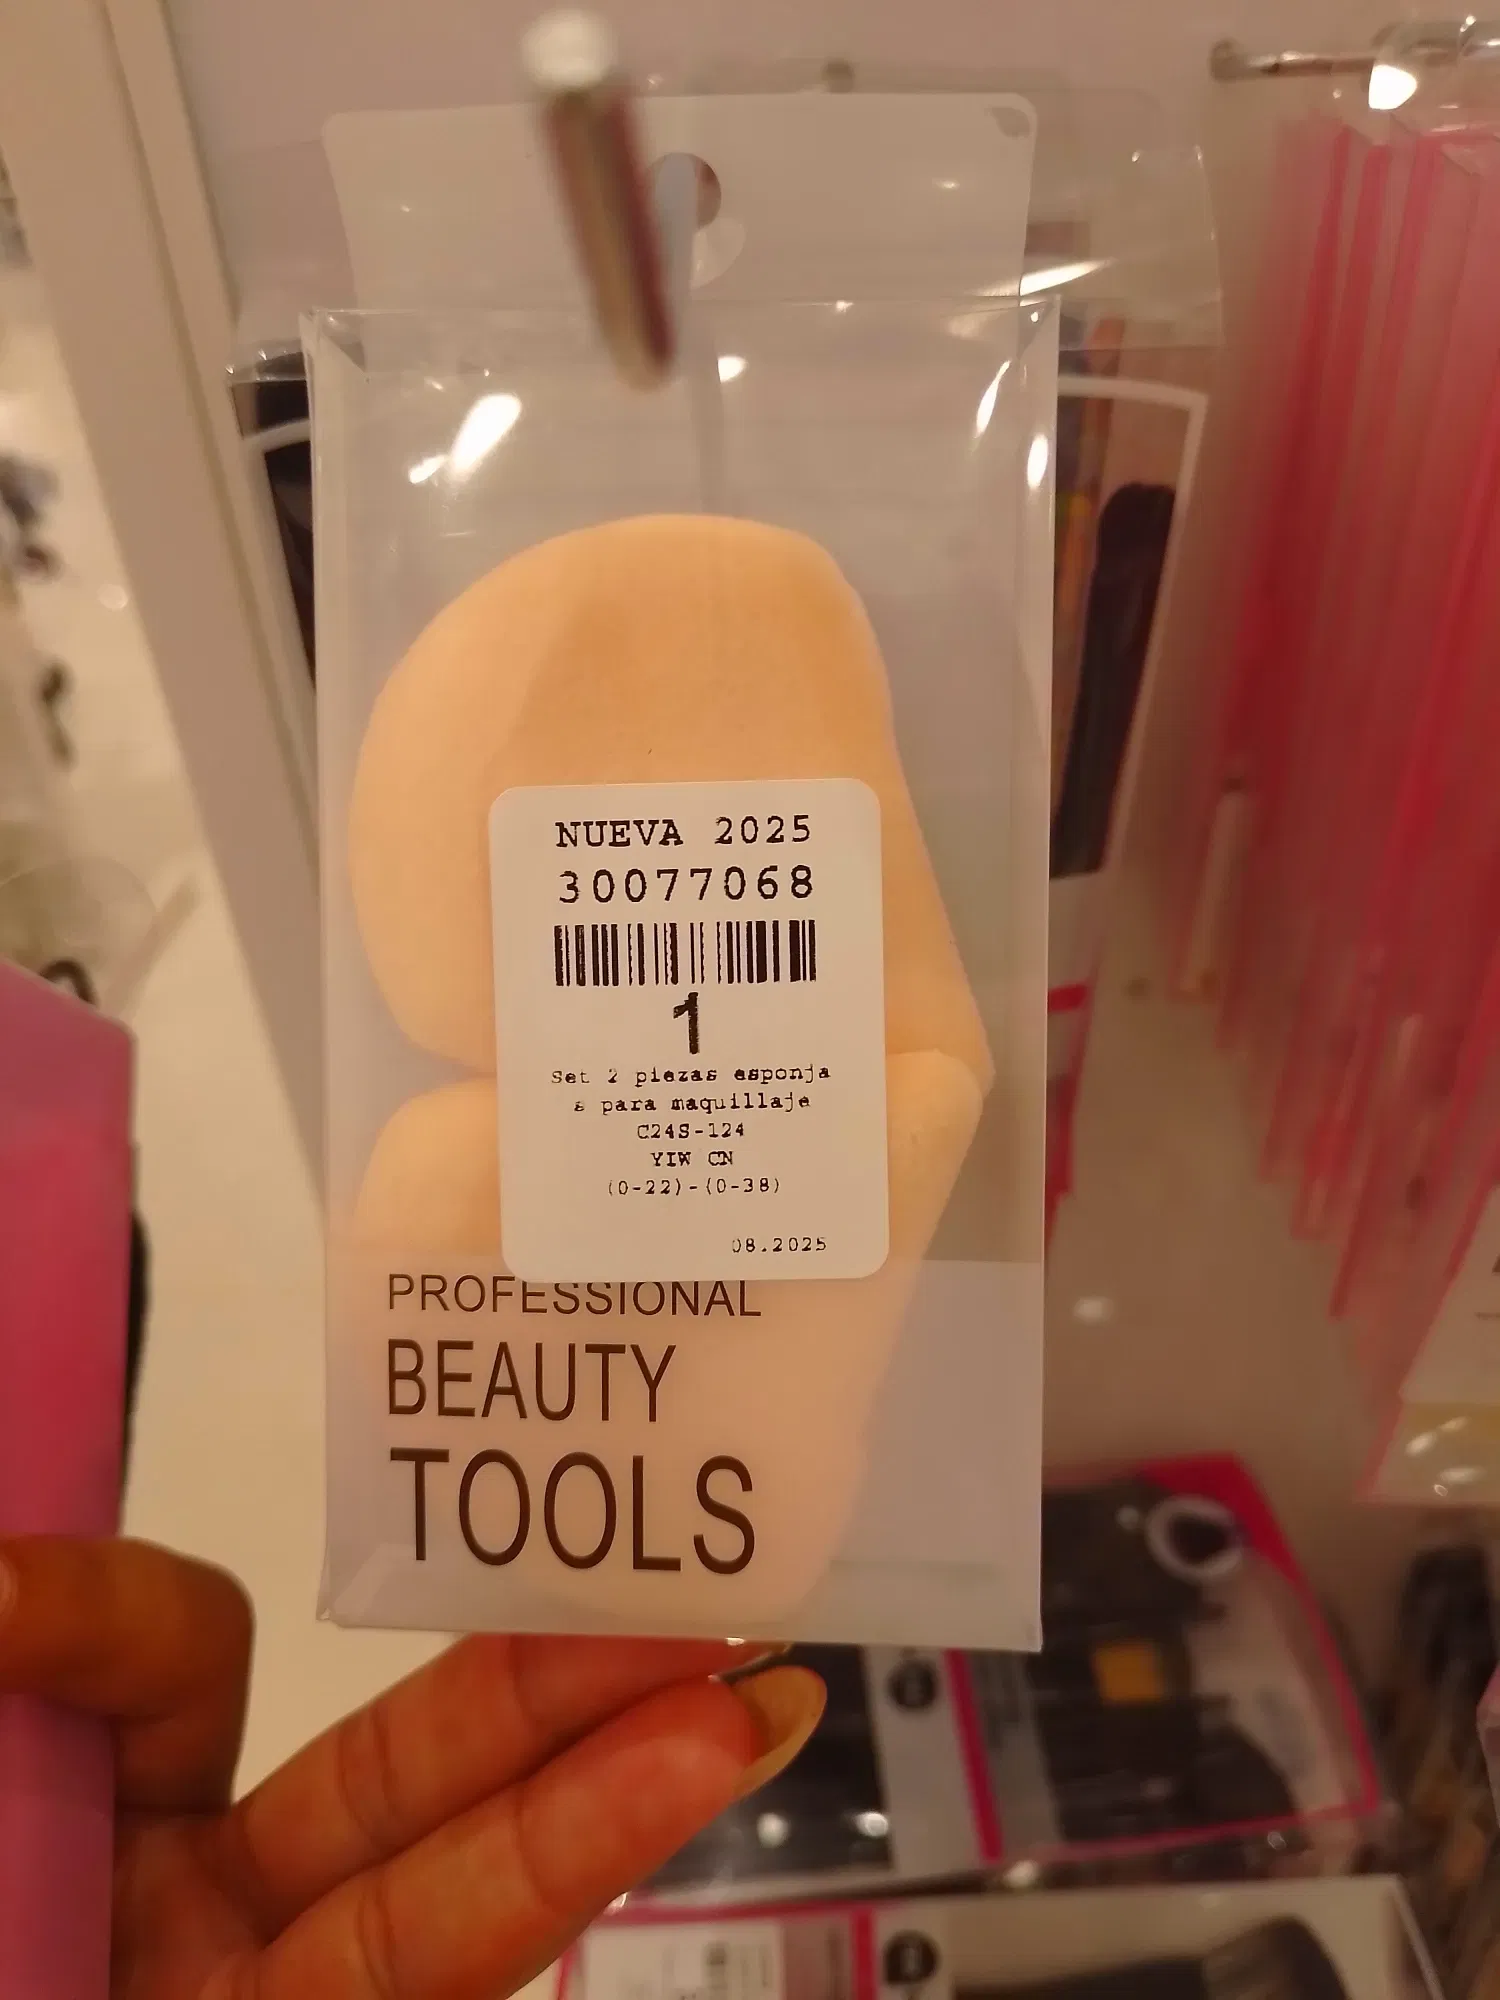 NUEVA 2025
30077068
1
Set 2 piezas esponja
s para maquillaje
C24S-124
YIW CN
(0-22)-(0-38)
08.2025
PROFESSIONAL
BEAUTY
TOOLS